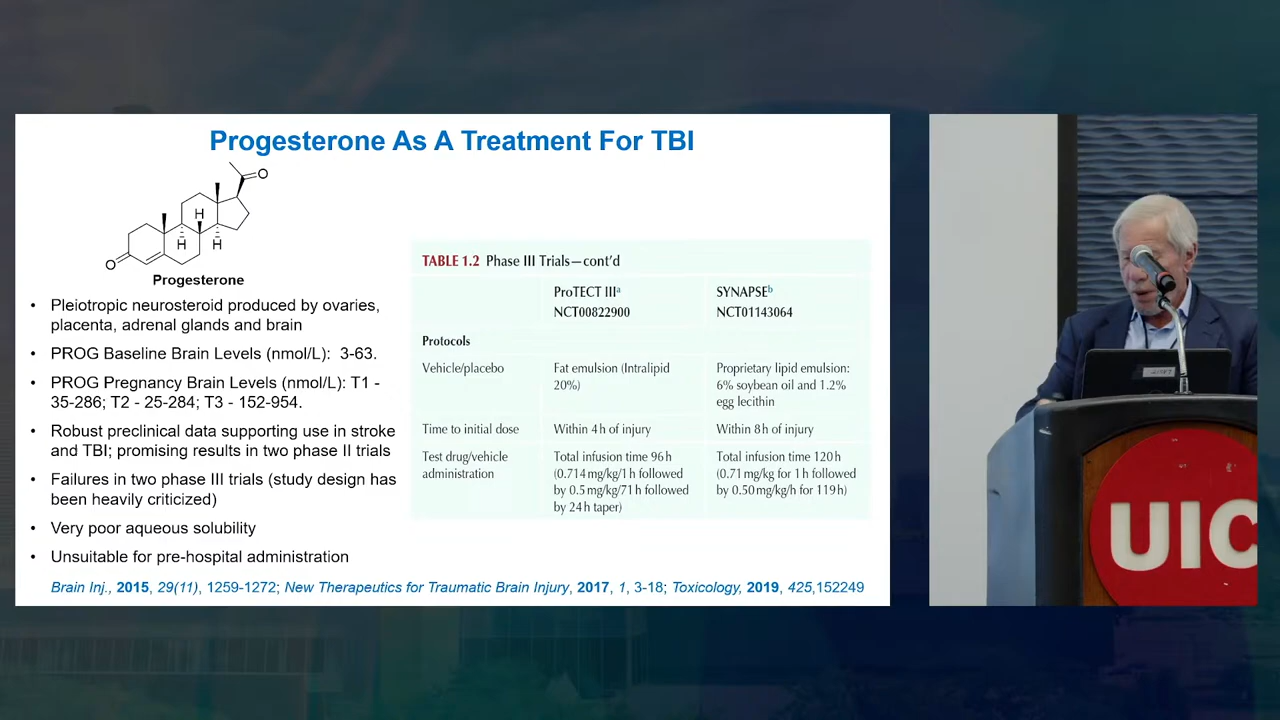 Progesterone As A Treatment For TBI
O
H
H
H
O
Progesterone
• Pleiotropic neurosteroid produced by ovaries,
placenta, adrenal glands and brain
• PROG Baseline Brain Levels (nmol/L): 3-63.
• PROG Pregnancy Brain Levels (nmol/L): T1 -
35-286; T2 - 25-284; T3 - 152-954.
• Robust preclinical data supporting use in stroke
and TBI; promising results in two phase II trials
• Failures in two phase III trials (study design has
been heavily criticized)
• Very poor aqueous solubility
• Unsuitable for pre-hospital administration
TABLE 1.2 Phase III Trials—cont'd
ProTECT IIIa SYNAPSEb
NCT00822900 NCT01143064
Protocols
Vehicle/placebo Fat emulsion (Intralipid Proprietary lipid emulsion:
20%) 6% soybean oil and 1.2%
egg lecithin
Time to initial dose Within 4 h of injury Within 8 h of injury
Test drug/vehicle Total infusion time 96 h Total infusion time 120 h
administration (0.714 mg/kg/1 h followed (0.71 mg/kg for 1 h followed
by 0.5 mg/kg/71 h followed by 0.50 mg/kg/h for 119 h)
by 24 h taper)
Brain Inj., 2015, 29(11), 1259-1272; New Therapeutics for Traumatic Brain Injury, 2017, 1, 3-18; Toxicology, 2019, 425,152249
UIC